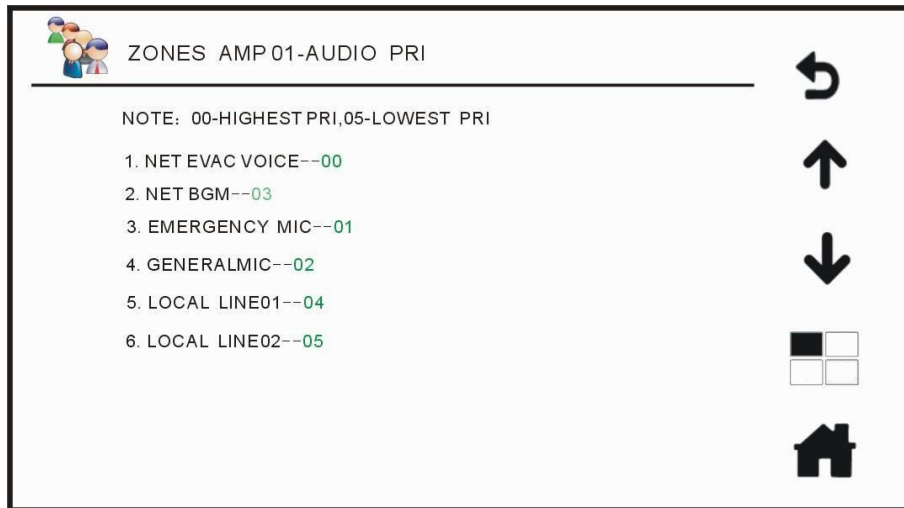 ZONES AMP 01-AUDIO PRI
NOTE: 00-HIGHEST PRI,05-LOWEST PRI
1. NET EVAC VOICE--00
2. NET BGM--03
3. EMERGENCY MIC--01
4. GENERALMIC--02
5. LOCAL LINE01--04
6. LOCAL LINE02--05